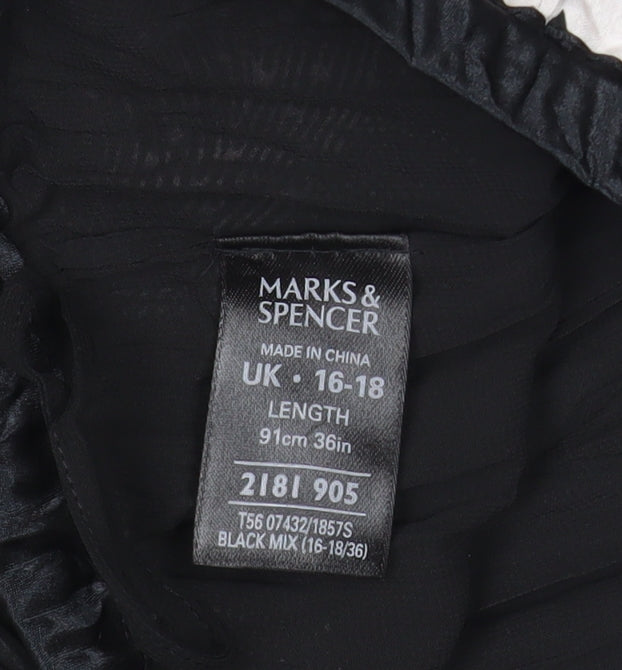 MARKS &
SPENCER
MADE IN CHINA
UK • 16-18
LENGTH
91cm 36in
2181 905
T56 07432/1857S
BLACK MIX (16-18/36)